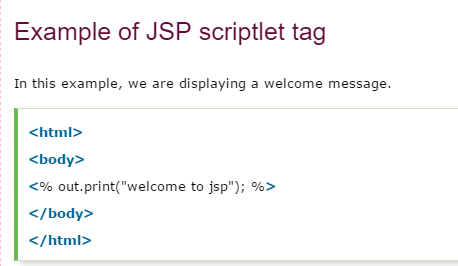 Example of JSP scriptlet tag
In this example, we are displaying a welcome message.
<html>
<body>
<% out.print("welcome to jsp"); %>
</body>
</html>